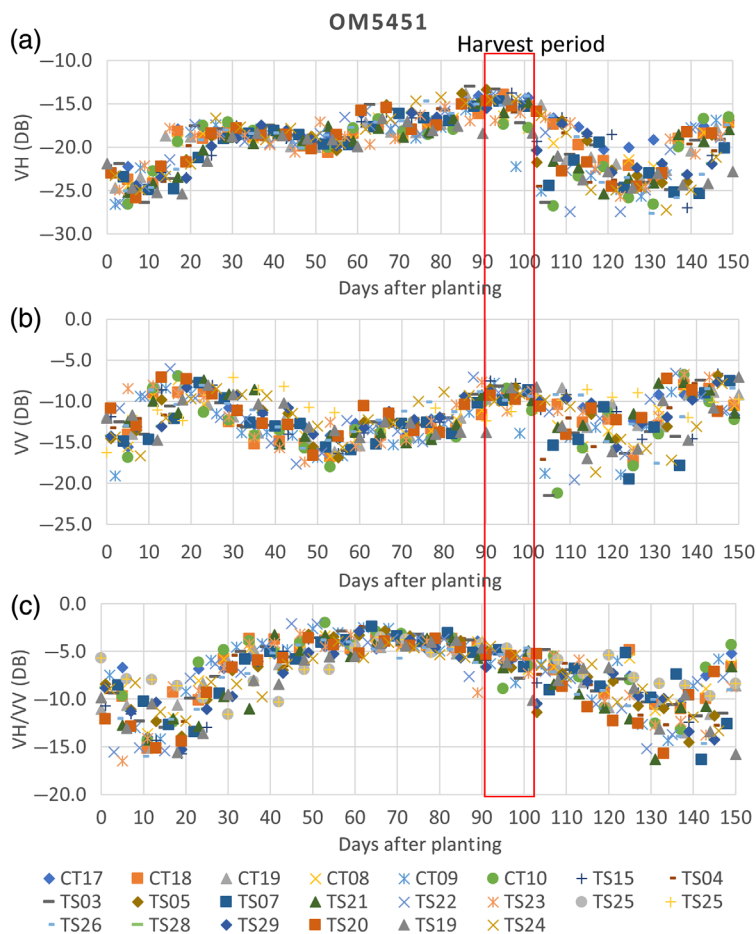 OM5451
(a)
Harvest period
−10.0
−15.0
−20.0
−25.0
−30.0
VH (DB)
0 10 20 30 40 50 60 70 80 90 100 110 120 130 140 150
Days after planting
(b)
0.0
−5.0
−10.0
−15.0
−20.0
−25.0
VV (DB)
0 10 20 30 40 50 60 70 80 90 100 110 120 130 140 150
Days after planting
(c)
0.0
−5.0
−10.0
−15.0
−20.0
VH/VV (DB)
0 10 20 30 40 50 60 70 80 90 100 110 120 130 140 150
Days after planting
CT17 CT18 CT19 CT08 CT09 CT10 TS15 TS04
TS03 TS05 TS07 TS21 TS22 TS23 TS25 TS25
TS26 TS28 TS29 TS20 TS19 TS24